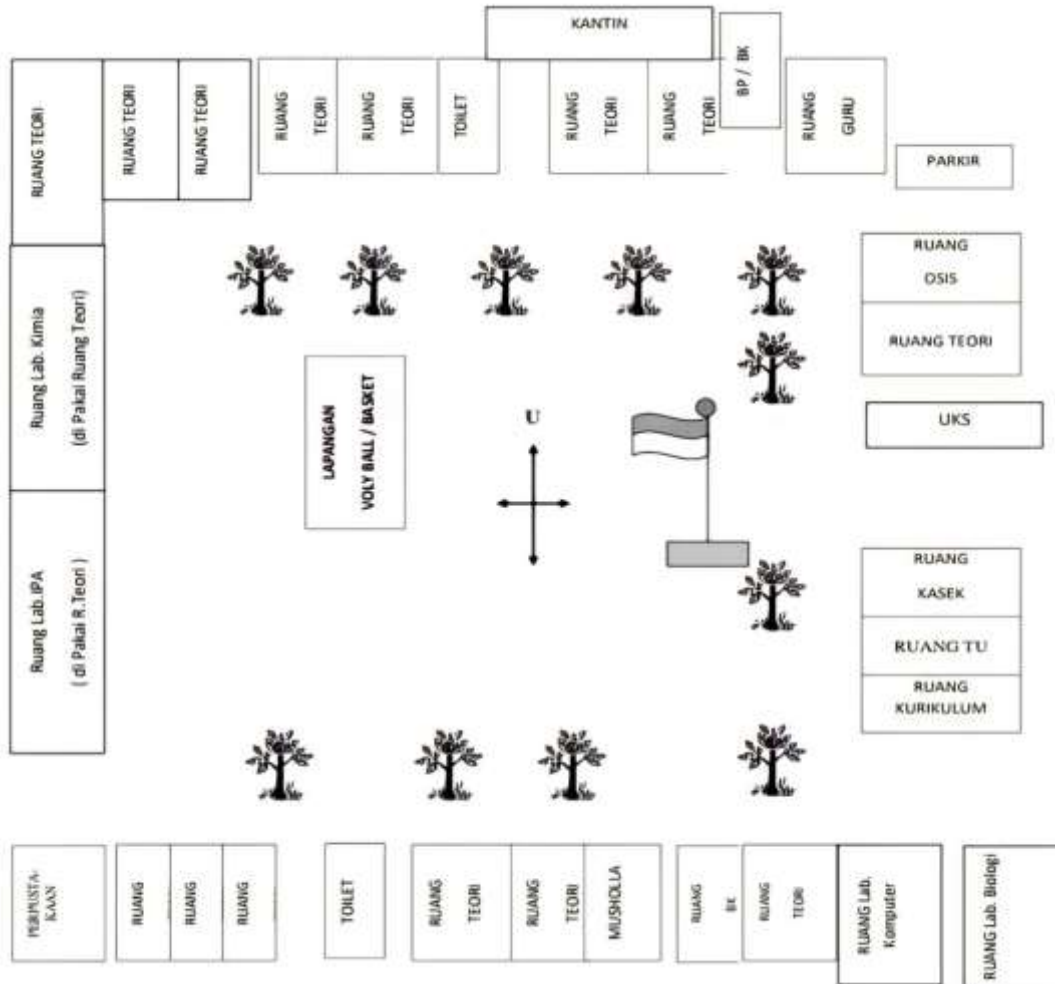 KANTIN
BP / BK
RUANG TEORI
RUANG TEORI
RUANG TEORI
RUANG
TEORI
RUANG
TEORI
TOILET
RUANG
TEORI
RUANG
TEORI
RUANG
GURU
PARKIR
RUANG
OSIS
RUANG TEORI
UKS
Ruang Lab. Kimia
(di Pakai Ruang Teori)
LAPANGAN
VOLY BALL / BASKET
U
Ruang Lab.IPA
( di Pakai R.Teori )
RUANG
KASEK
RUANG TU
RUANG
KURIKULUM
PERPUSTA-
KAAN
RUANG
RUANG
RUANG
TOILET
RUANG
TEORI
RUANG
TEORI
MUSHOLLA
RUANG
BK
RUANG
TEORI
RUANG Lab.
Komputer
RUANG Lab. Biologi